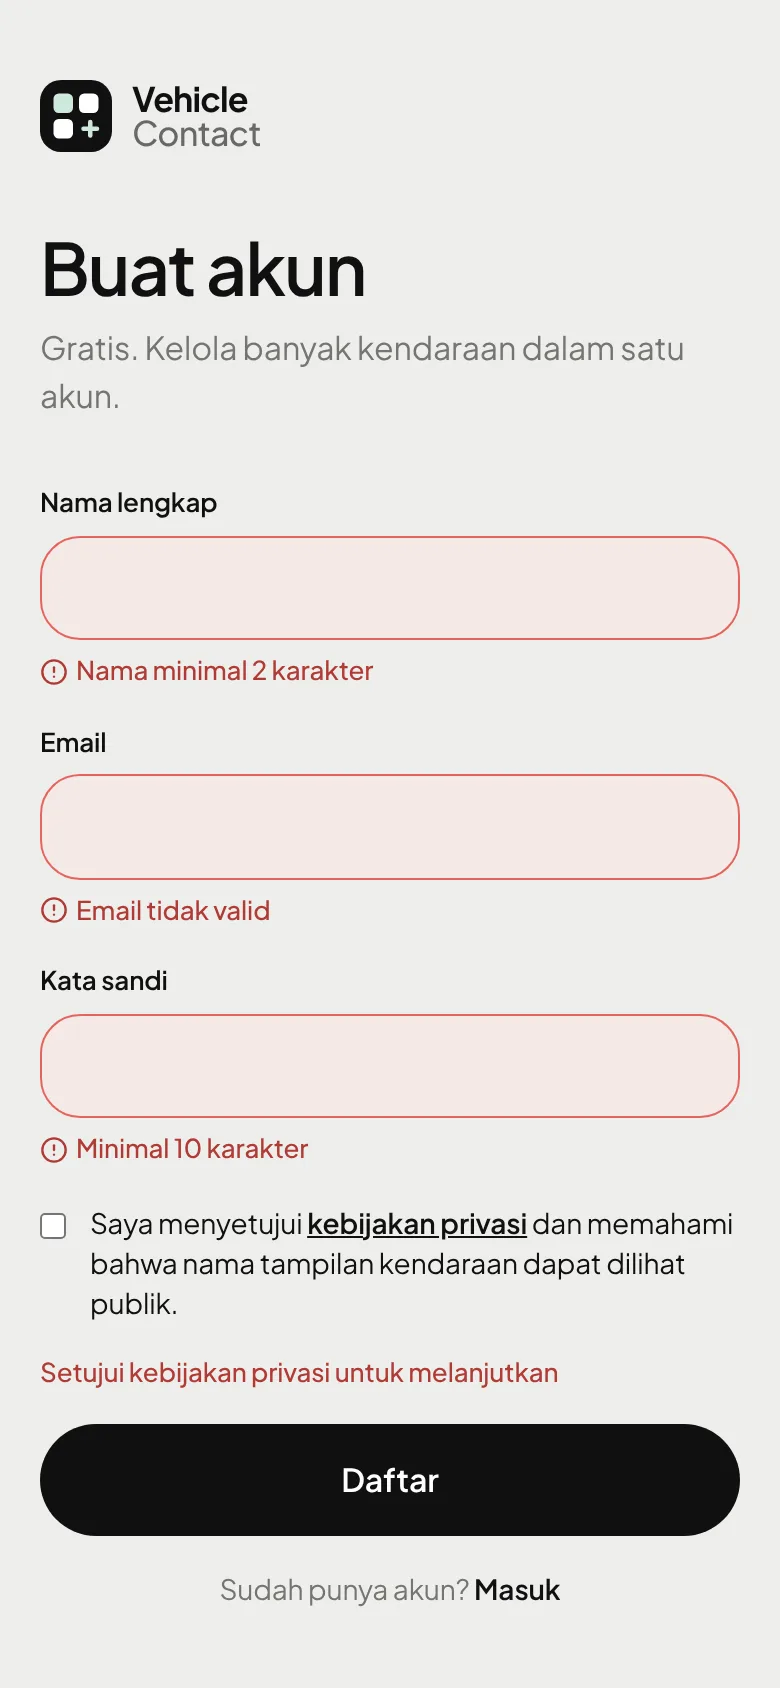 Vehicle
Contact
Buat akun
Gratis. Kelola banyak kendaraan dalam satu
akun.
Nama lengkap
Nama minimal 2 karakter
Email
Email tidak valid
Kata sandi
Minimal 10 karakter
Saya menyetujui kebijakan privasi dan memahami
bahwa nama tampilan kendaraan dapat dilihat
publik.
Setujui kebijakan privasi untuk melanjutkan
Daftar
Sudah punya akun? Masuk